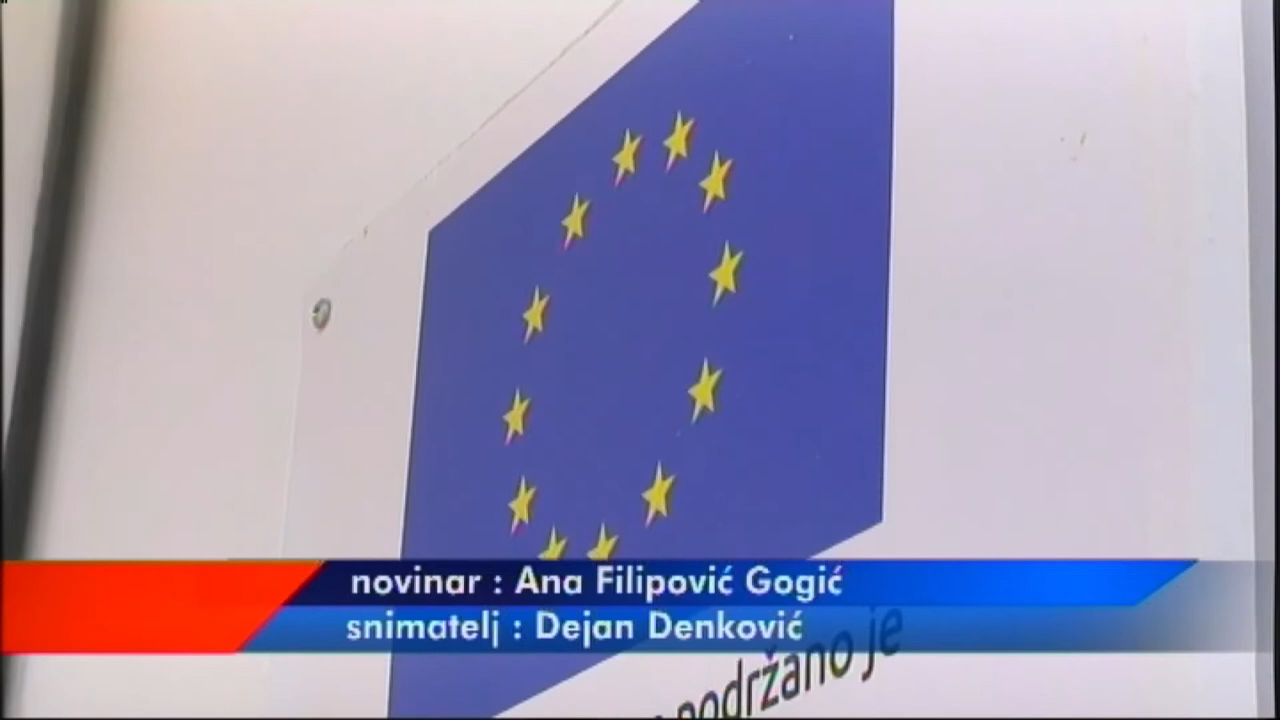 novinar : Ana Filipović Gogić
snimatelj : Dejan Denković
podržano je